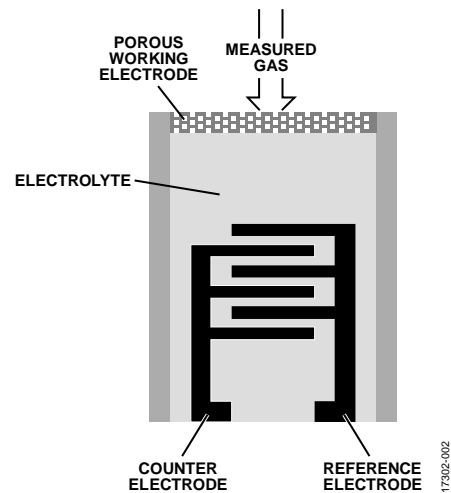 POROUS
WORKING
ELECTRODE
MEASURED
GAS
ELECTROLYTE
COUNTER
ELECTRODE
REFERENCE
ELECTRODE
17302-002